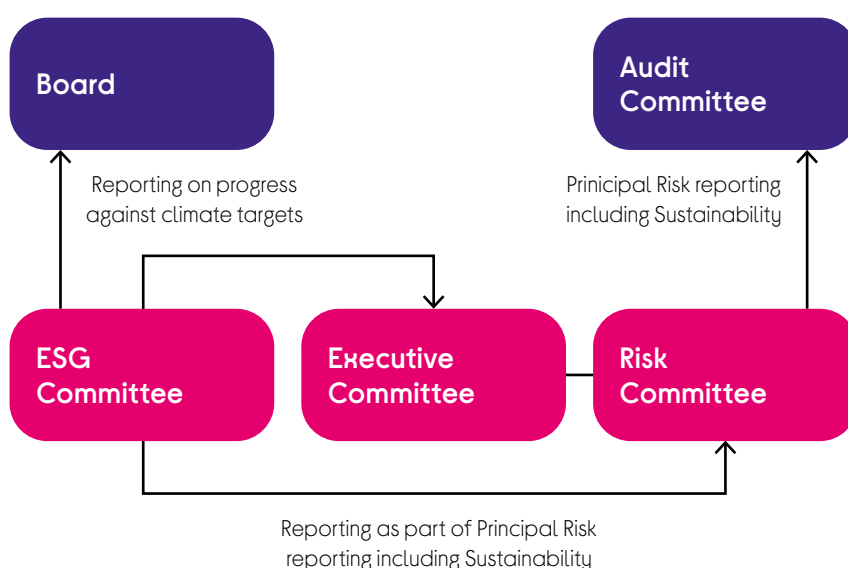 Board
Audit
Committee
Reporting on progress
against climate targets
Prinicipal Risk reporting
including Sustainability
ESG
Committee
Executive
Committee
Risk
Committee
Reporting as part of Principal Risk
reporting including Sustainability